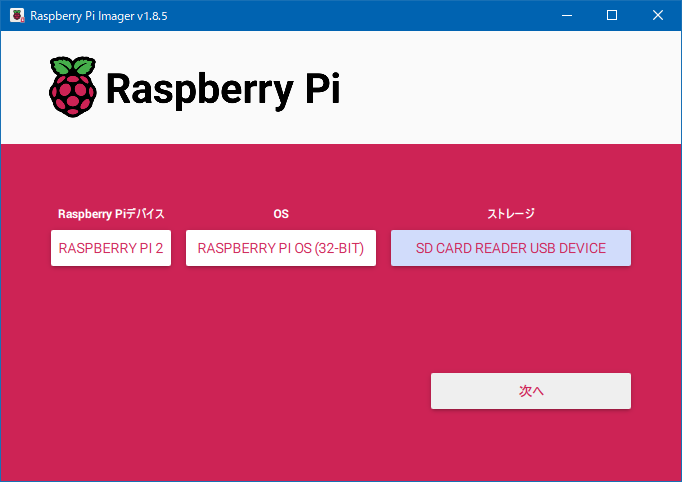 Raspberry Pi Imager v1.8.5
Raspberry Pi
Raspberry Piデバイス
OS
ストレージ
RASPBERRY PI 2
RASPBERRY PI OS (32-BIT)
SD CARD READER USB DEVICE
次へ